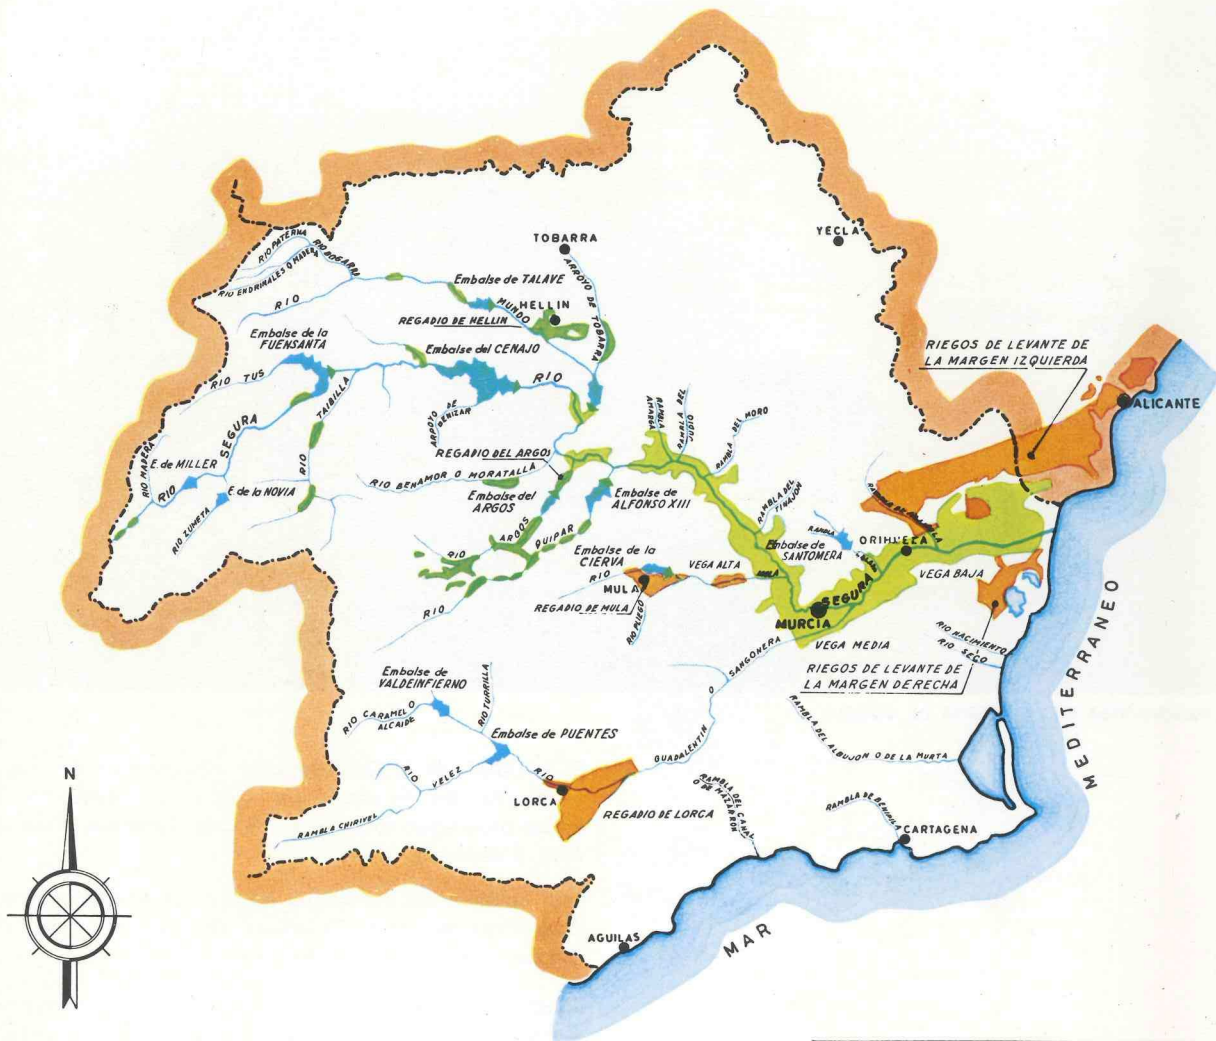 YECLA
TOBARRA
RIO PATERNA
RIO BOGARRA
RIO ENDRINALES O MADERA
RIO
MUNDO
Embalse de TALAVE
HELLIN
REGADIO DE HELLIN
ARROYO DE TOBARRA
Embalse de la
FUENSANTA
Embalse del CENAJO
RIO
RIO TUS
RIO TAIBILLA
ARROYO DE
BENIZAR
RIEGOS DE LEVANTE DE
LA MARGEN IZQUIERDA
ALICANTE
RAMBLA
AMARGA
RAMBLA DEL
JUDIO
RAMBLA DEL MORO
RIO MADERA
E. de MILLER
RIO SEGURA
E. de la NOVIA
RIO ZUMETA
REGADIO DEL ARGOS
RIO BENAMOR O MORATALLA
Embalse del
ARGOS
Embalse de
ALFONSO XIII
RIO ARGOS
RIO QUIPAR
RAMBLA DEL
TINAJON
RAMBLA
SALADA
Embalse de
SANTOMERA
RAMBLA DE
ORIHUELA
Embalse de la
CIERVA
RIO
MULA
VEGA ALTA
MULA
REGADIO DE MULA
RIO PLIEGO
SEGURA
MURCIA
VEGA BAJA
VEGA MEDIA
RIO NACIMIENTO
RIO SECO
RIEGOS DE LEVANTE DE
LA MARGEN DERECHA
Embalse de
VALDEINFIERNO
RIO CARAMEL O
ALCAIDE
RIO TURRILLA
Embalse de PUENTES
RIO
GUADALENTIN O SANGONERA
RIO VELEZ
RAMBLA CHIRIVEL
LORCA
REGADIO DE LORCA
RAMBLA DEL ALBUJON O DE LA MURTA
RAMBLA DEL CAÑAR
O DE MAZARRON
RAMBLA DE BENIPILA
CARTAGENA
AGUILAS
MAR MEDITERRANEO
N